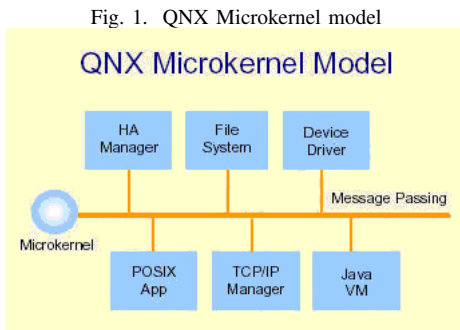 Fig. 1. QNX Microkernel model
QNX Microkernel Model
HA
Manager
File
System
Device
Driver
Message Passing
Microkernel
POSIX
App
TCP/IP
Manager
Java
VM